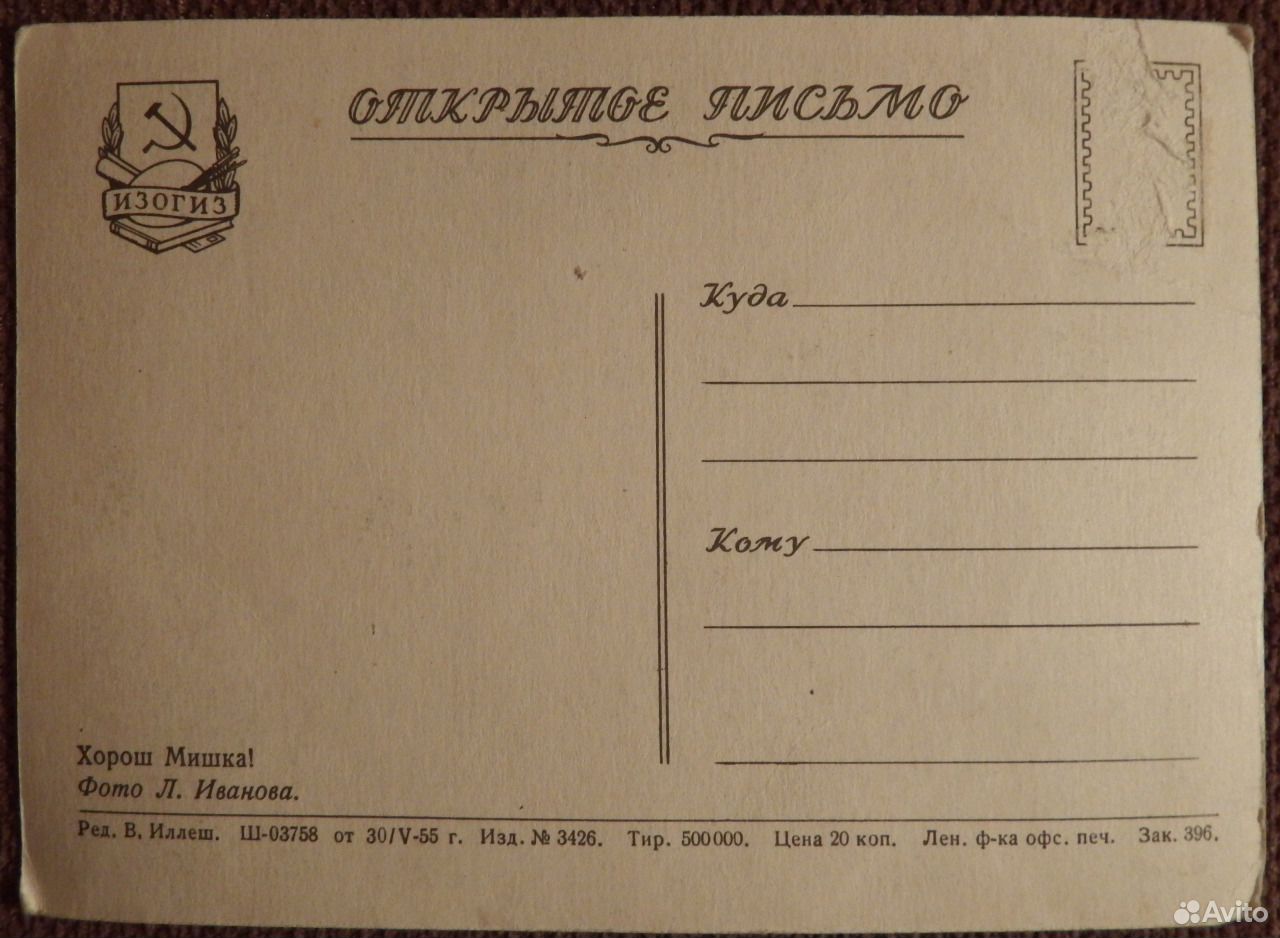 ОТКРЫТОЕ ПИСЬМО
ИЗОГИЗ
Куда
Кому
Хорош Мишка!
Фото Л. Иванова.
Ред. В. Иллеш. Ш-03758 от 30/V-55 г. Изд. № 3426. Тир. 500000. Цена 20 коп. Лен. ф-ка офс. печ. Зак. 396.
Avito